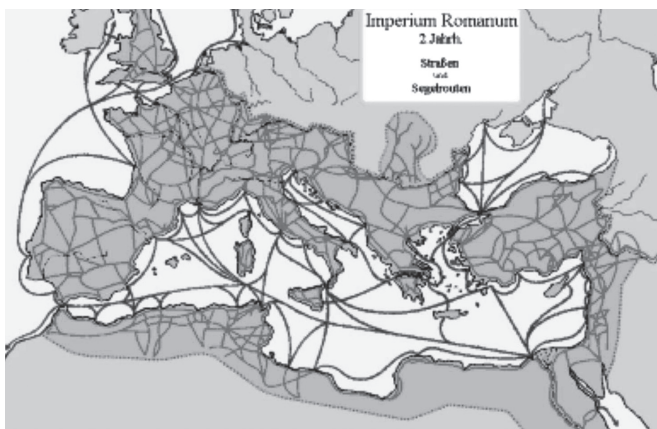 Imperium Romanum
2 Jahrh.
Straßen
und
Segelrouten